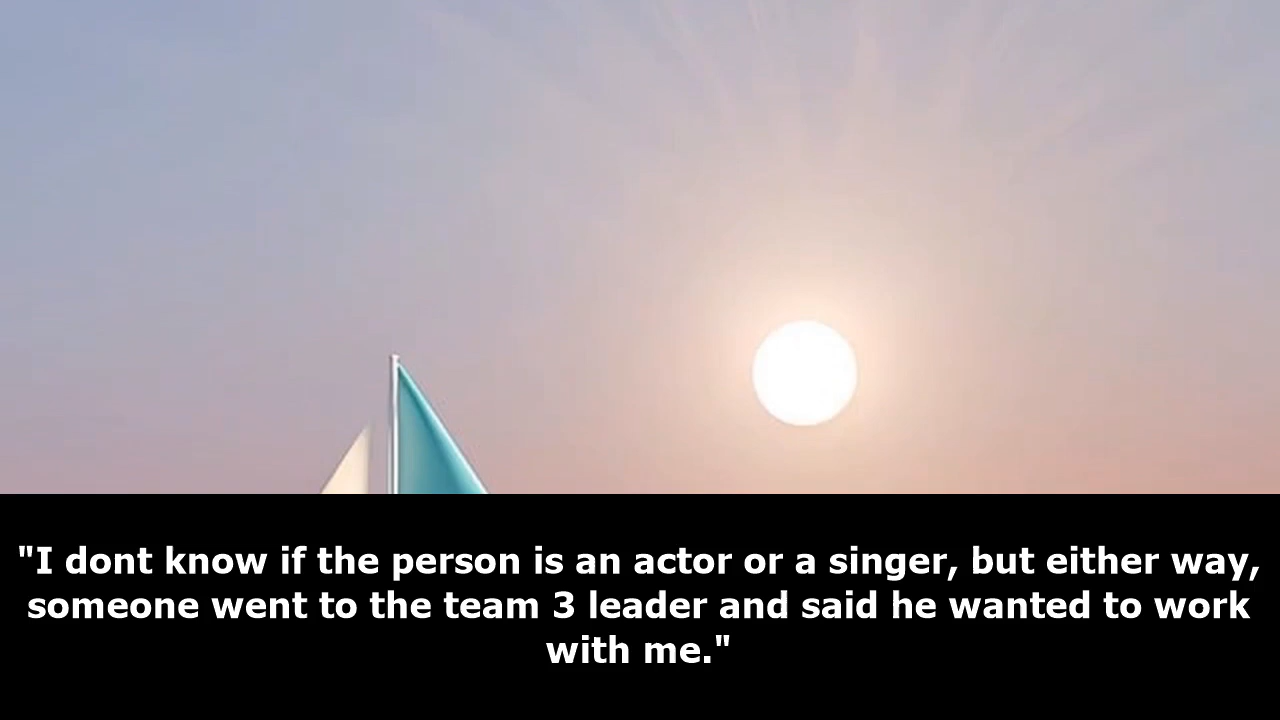 "I dont know if the person is an actor or a singer, but either way,
someone went to the team 3 leader and said he wanted to work
with me."